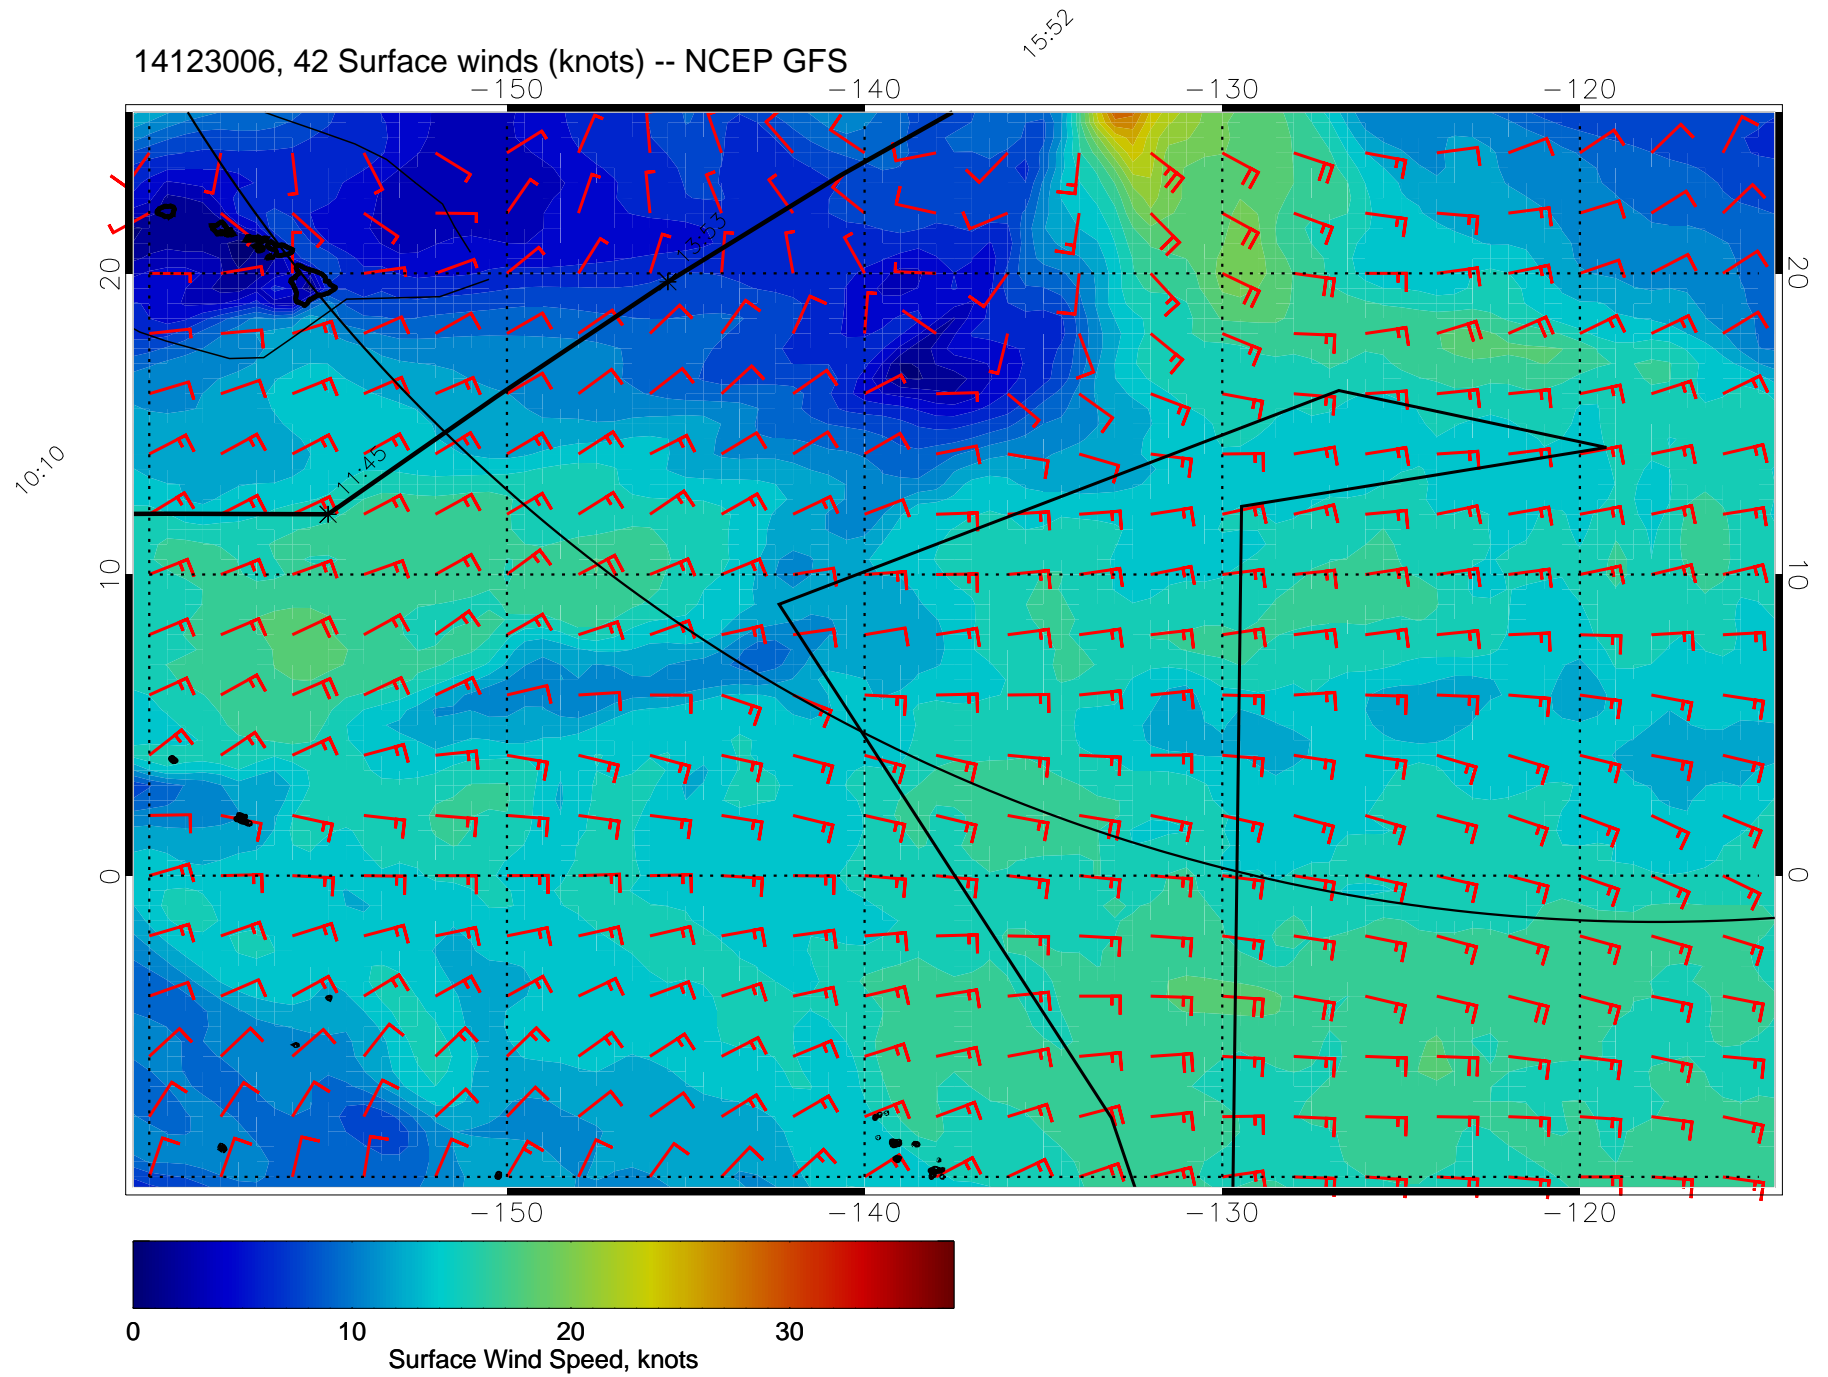 15:52
14123006, 42 Surface winds (knots) -- NCEP GFS
-150 -140 -130 -120
13:53
20 20
11:45
10:10
10 10
0 0
-150 -140 -130 -120
0 10 20 30
Surface Wind Speed, knots